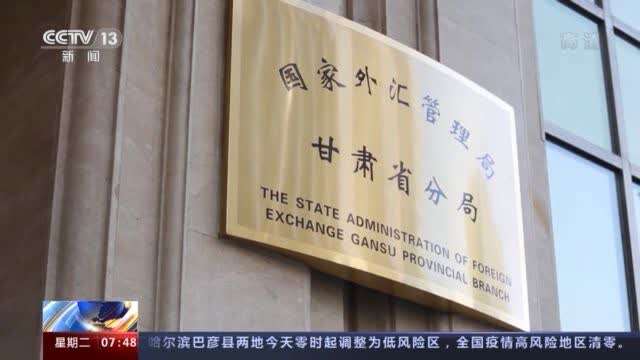 CCTV 13
新闻
高清
国家外汇管理局
甘肃省分局
THE STATE ADMINISTRATION OF FOREIGN
EXCHANGE GANSU PROVINCIAL BRANCH
星期二 07:48 哈尔滨巴彦县两地今天零时起调整为低风险区，全国疫情高风险地区清零。